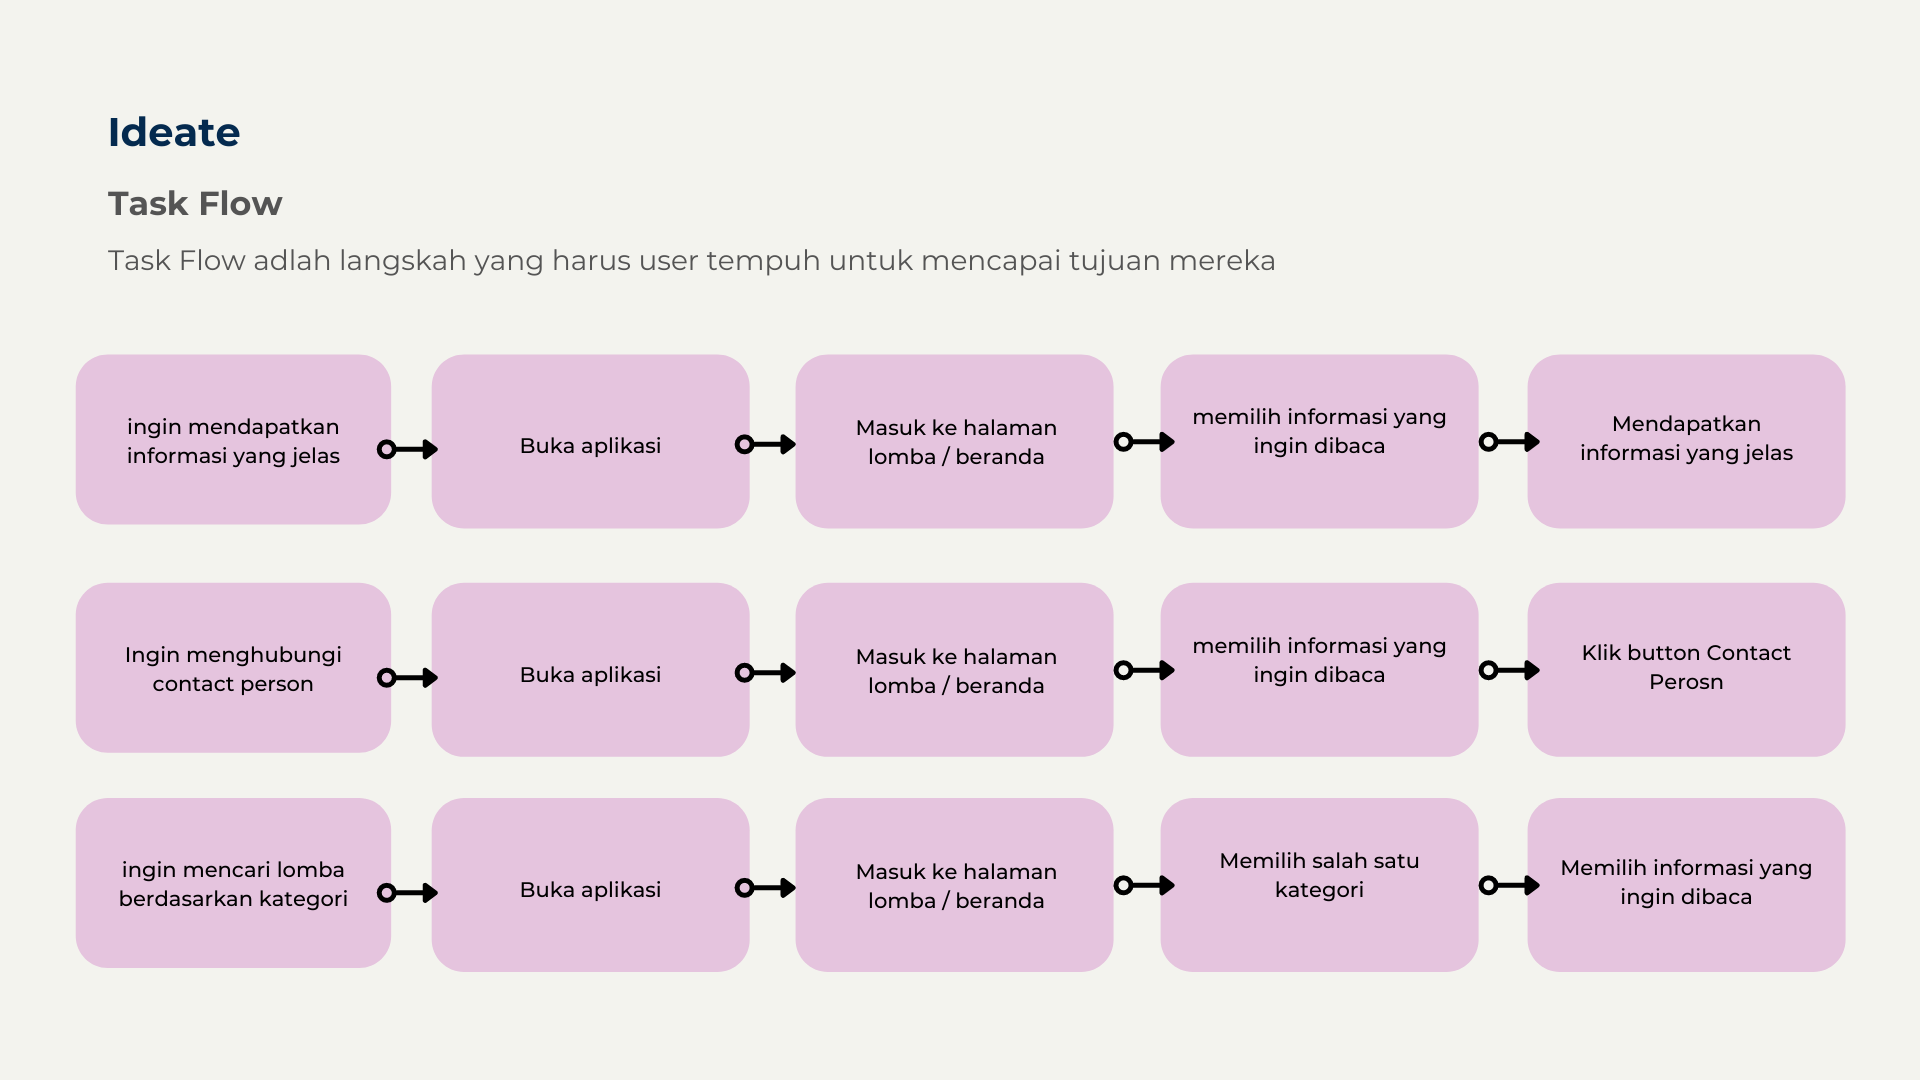 Ideate
Task Flow
Task Flow adlah langskah yang harus user tempuh untuk mencapai tujuan mereka
ingin mendapatkan
informasi yang jelas
Buka aplikasi
Masuk ke halaman
lomba / beranda
memilih informasi yang
ingin dibaca
Mendapatkan
informasi yang jelas
Ingin menghubungi
contact person
Buka aplikasi
Masuk ke halaman
lomba / beranda
memilih informasi yang
ingin dibaca
Klik button Contact
Perosn
ingin mencari lomba
berdasarkan kategori
Buka aplikasi
Masuk ke halaman
lomba / beranda
Memilih salah satu
kategori
Memilih informasi yang
ingin dibaca